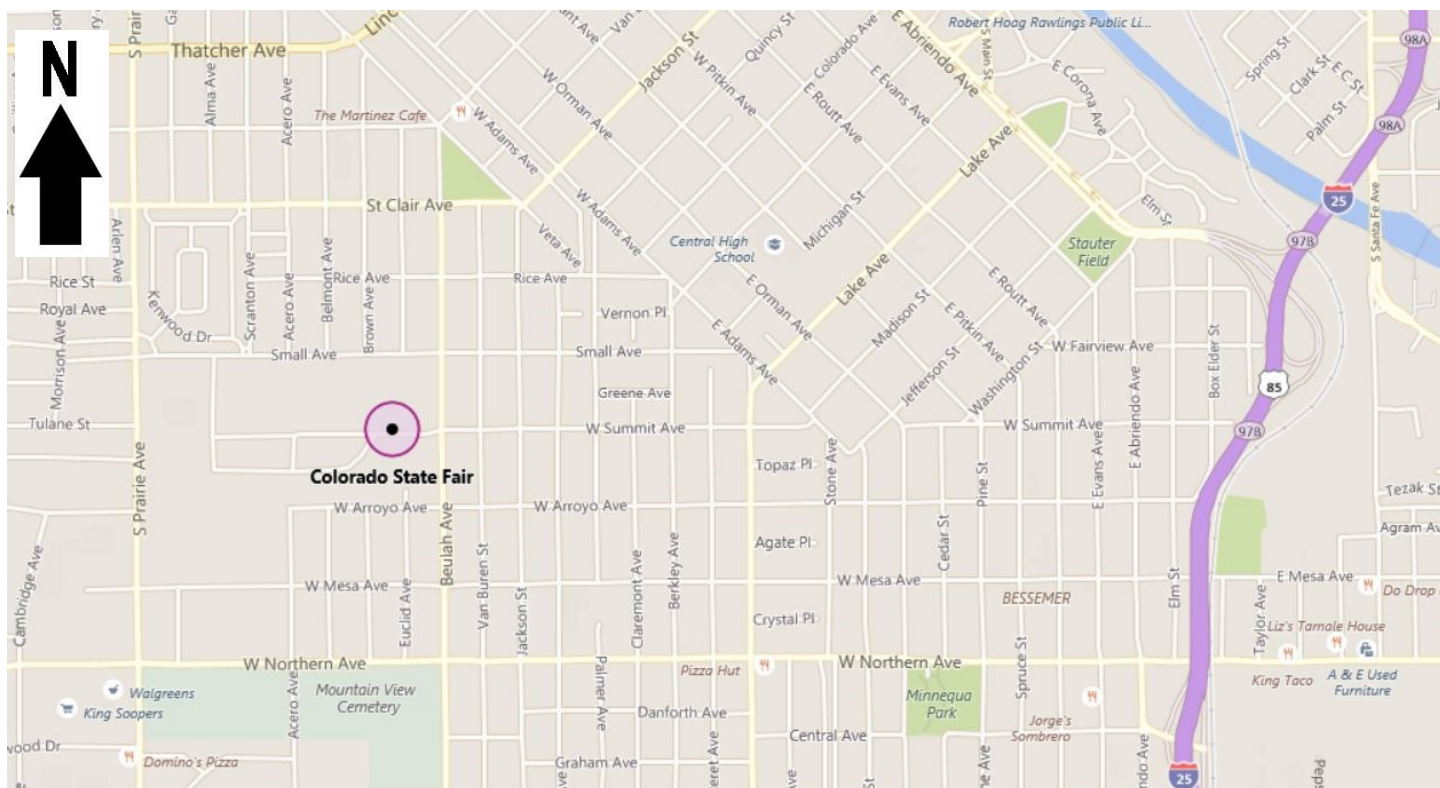 S Prairie
Thatcher Ave
N
Alma Ave
Acero Ave
The Martinez Cafe
W Adams Ave
W Orman Ave
Jackson St
W Pitkin Ave
Quincy St
Colorado Ave
E Routt Ave
E Evans Ave
E Abriendo Ave
Robert Hoag Rawlings Public Li...
S Main St
E Corona Ave
Lake Ave
Spring St
Clark St
E C St
Palm St
98A
98A
25
S Santa Fe Ave
97B
Arlen Ave
St Clair Ave
W Adams Ave
Veta Ave
Central High
School
Michigan St
Elm St
Stauter
Field
Rice St
Royal Ave
Morrison Ave
Kenwood Dr
Scranton Ave
Acero Ave
Belmont Ave
Rice Ave
Brown Ave
Rice Ave
Vernon Pl
Lake Ave
E Orman Ave
E Adams Ave
Madison St
E Routt Ave
E Pitkin Ave
Small Ave
Small Ave
Jefferson St
Washington St
W Fairview Ave
Box Elder St
85
Greene Ave
Tulane St
W Summit Ave
W Summit Ave
E Abriendo Ave
E Evans Ave
97B
Colorado State Fair
S Prairie Ave
Topaz Pl
Stone Ave
Pine St
W Arroyo Ave
W Arroyo Ave
Tezak St
Agram Av
Cambridge Ave
Beulah Ave
Van Buren St
Jackson St
Claremont Ave
Berkley Ave
Agate Pl
Cedar St
Elm St
W Mesa Ave
Euclid Ave
W Mesa Ave
E Mesa Ave
BESSEMER
Do Drop
Crystal Pl
Taylor Ave
Liz's Tamale House
W Northern Ave
Pizza Hut
W Northern Ave
Spruce St
King Taco
A & E Used
Furniture
Walgreens
King Soopers
Acero Ave
Mountain View
Cemetery
Palmer Ave
Danforth Ave
Minnequa
Park
Jorge's
Sombrero
wood Dr
Domino's Pizza
Graham Ave
Central Ave
25